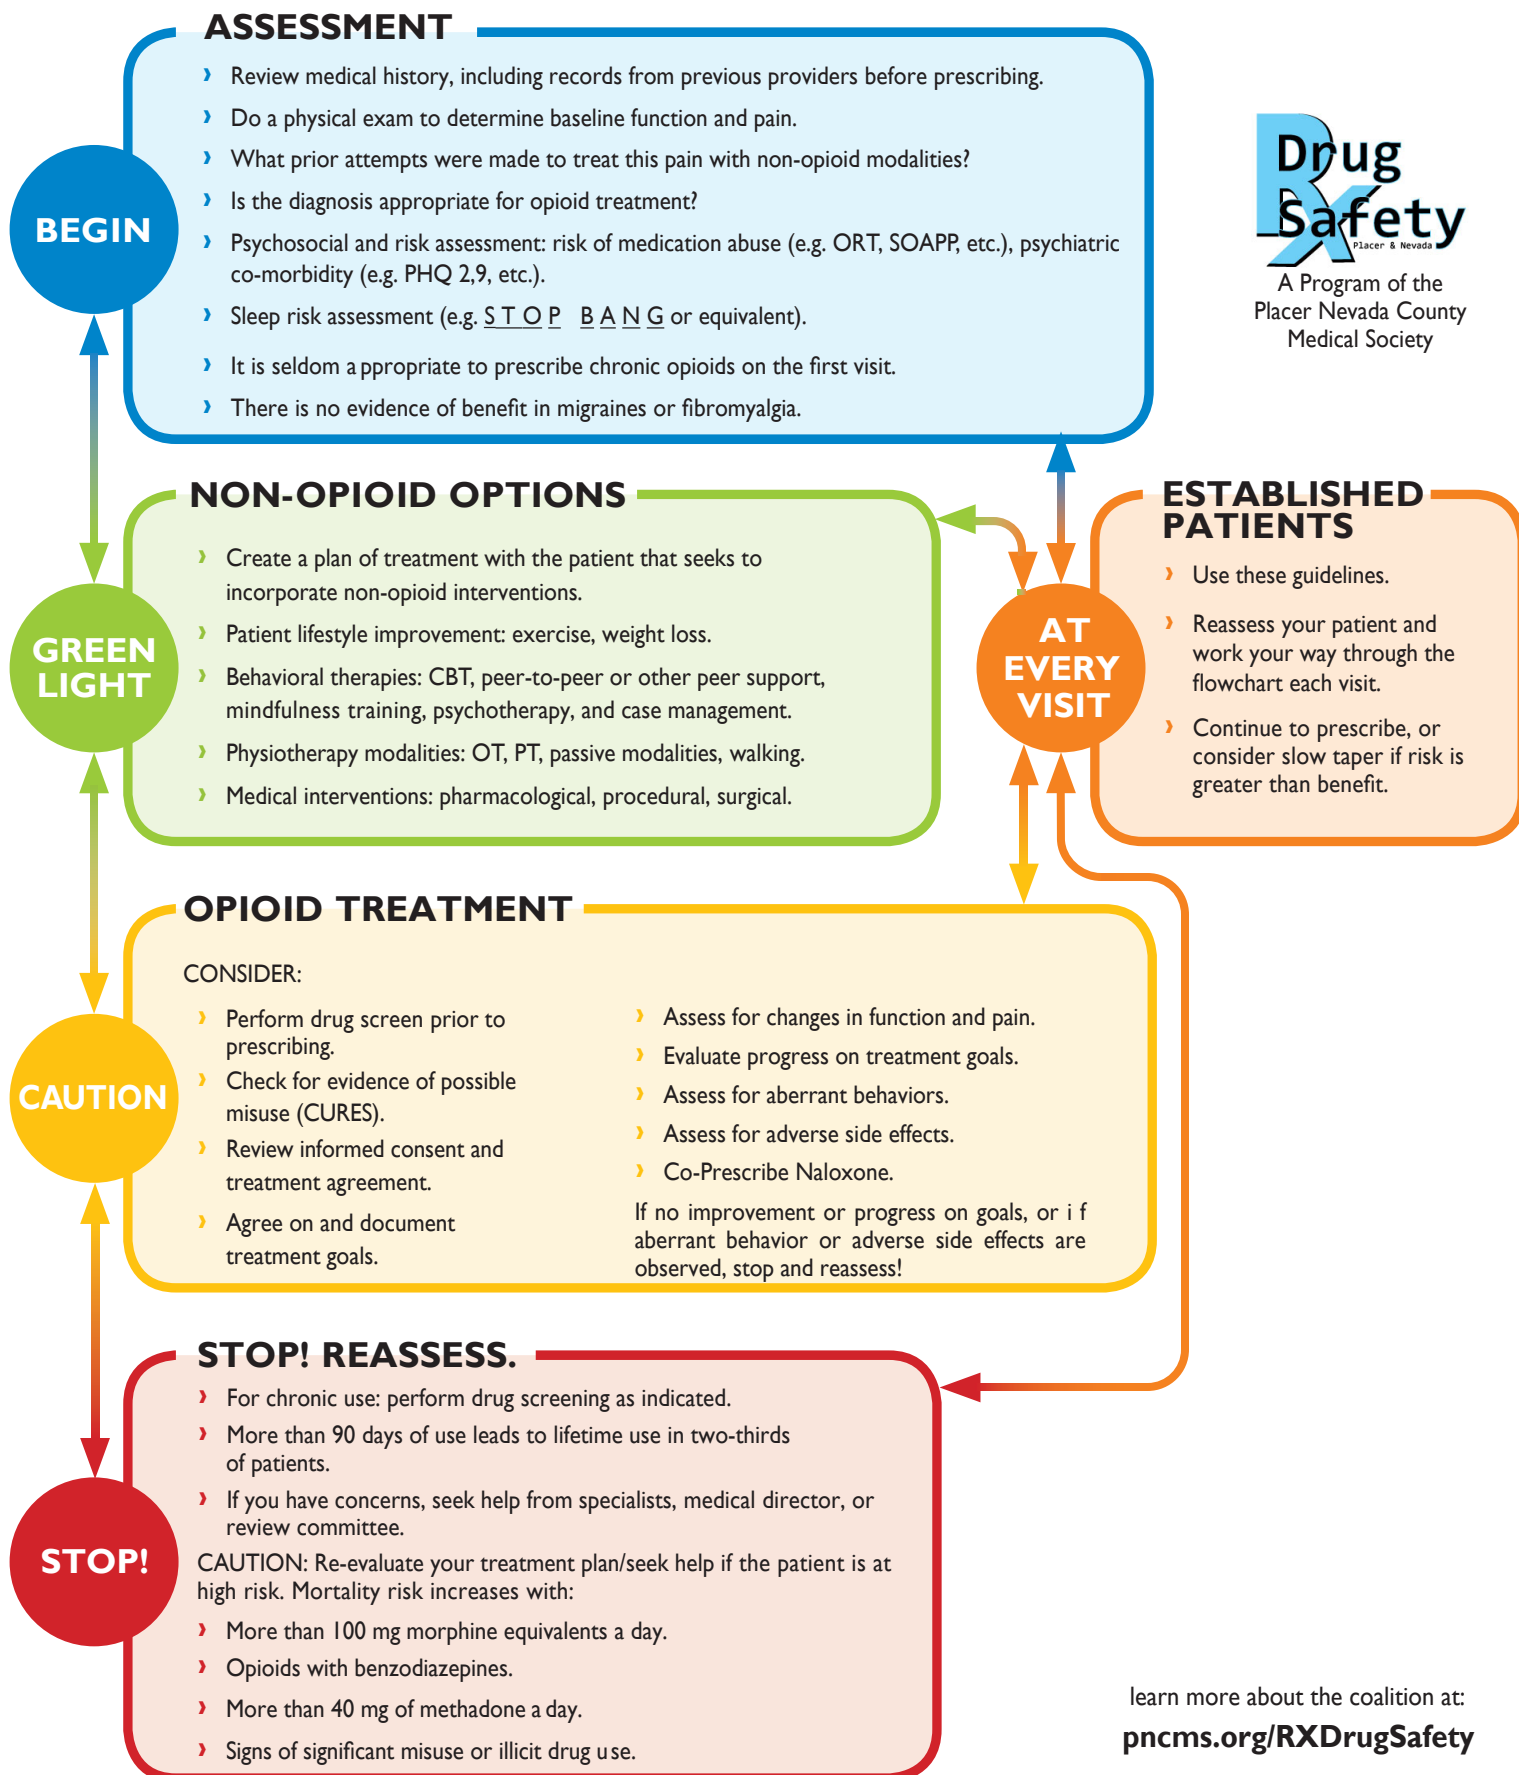 ASSESSMENT
Review medical history, including records from previous providers before prescribing.
Do a physical exam to determine baseline function and pain.
What prior attempts were made to treat this pain with non-opioid modalities?
Is the diagnosis appropriate for opioid treatment?
Psychosocial and risk assessment: risk of medication abuse (e.g. ORT, SOAPP, etc.), psychiatric
co-morbidity (e.g. PHQ 2,9, etc.).
Sleep risk assessment (e.g. S T O P B A N G or equivalent).
It is seldom appropriate to prescribe chronic opioids on the first visit.
There is no evidence of benefit in migraines or fibromyalgia.
BEGIN
Rx
Drug
Safety
Placer & Nevada
A Program of the
Placer Nevada County
Medical Society
NON-OPIOID OPTIONS
Create a plan of treatment with the patient that seeks to
incorporate non-opioid interventions.
Patient lifestyle improvement: exercise, weight loss.
Behavioral therapies: CBT, peer-to-peer or other peer support,
mindfulness training, psychotherapy, and case management.
Physiotherapy modalities: OT, PT, passive modalities, walking.
Medical interventions: pharmacological, procedural, surgical.
GREEN
LIGHT
AT
EVERY
VISIT
ESTABLISHED
PATIENTS
Use these guidelines.
Reassess your patient and
work your way through the
flowchart each visit.
Continue to prescribe, or
consider slow taper if risk is
greater than benefit.
OPIOID TREATMENT
CONSIDER:
Perform drug screen prior to
prescribing.
Check for evidence of possible
misuse (CURES).
Review informed consent and
treatment agreement.
Agree on and document
treatment goals.
Assess for changes in function and pain.
Evaluate progress on treatment goals.
Assess for aberrant behaviors.
Assess for adverse side effects.
Co-Prescribe Naloxone.
If no improvement or progress on goals, or i f
aberrant behavior or adverse side effects are
observed, stop and reassess!
CAUTION
STOP! REASSESS.
For chronic use: perform drug screening as indicated.
More than 90 days of use leads to lifetime use in two-thirds
of patients.
If you have concerns, seek help from specialists, medical director, or
review committee.
CAUTION: Re-evaluate your treatment plan/seek help if the patient is at
high risk. Mortality risk increases with:
More than 100 mg morphine equivalents a day.
Opioids with benzodiazepines.
More than 40 mg of methadone a day.
Signs of significant misuse or illicit drug use.
STOP!
learn more about the coalition at:
pncms.org/RXDrugSafety